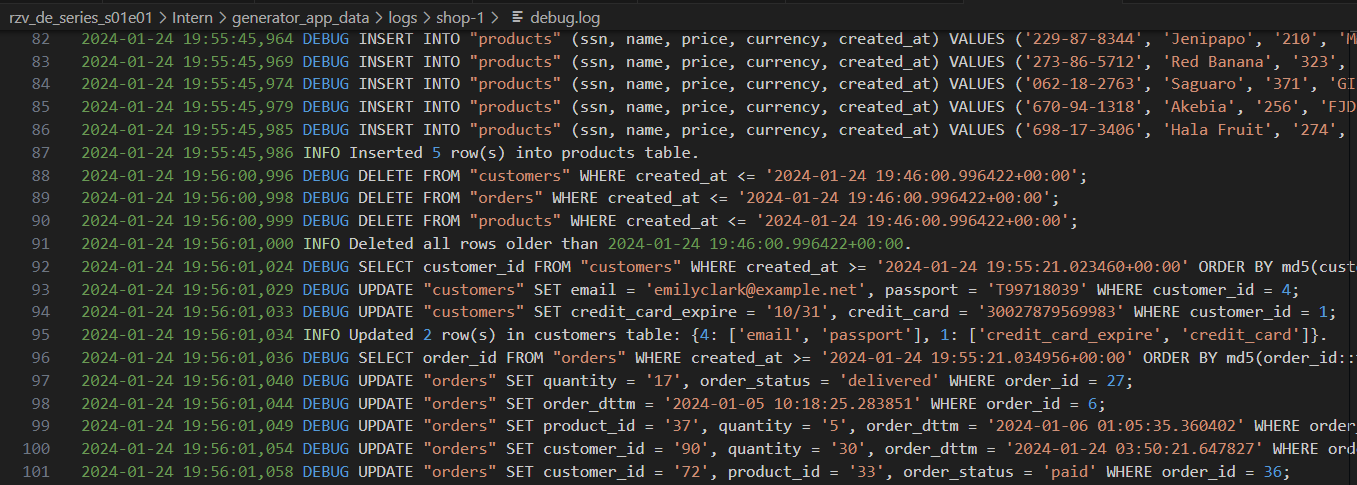 rzv_de_series_s01e01 > Intern > generator_app_data > logs > shop-1 > debug.log
82 2024-01-24 19:55:45,964 DEBUG INSERT INTO "products" (ssn, name, price, currency, created_at) VALUES ('229-87-8344', 'Jenipapo', '210', 'M
83 2024-01-24 19:55:45,969 DEBUG INSERT INTO "products" (ssn, name, price, currency, created_at) VALUES ('273-86-5712', 'Red Banana', '323',
84 2024-01-24 19:55:45,974 DEBUG INSERT INTO "products" (ssn, name, price, currency, created_at) VALUES ('062-18-2763', 'Saguaro', '371', 'GI
85 2024-01-24 19:55:45,979 DEBUG INSERT INTO "products" (ssn, name, price, currency, created_at) VALUES ('670-94-1318', 'Akebia', '256', 'FJD
86 2024-01-24 19:55:45,985 DEBUG INSERT INTO "products" (ssn, name, price, currency, created_at) VALUES ('698-17-3406', 'Hala Fruit', '274',
87 2024-01-24 19:55:45,986 INFO Inserted 5 row(s) into products table.
88 2024-01-24 19:56:00,996 DEBUG DELETE FROM "customers" WHERE created_at <= '2024-01-24 19:46:00.996422+00:00';
89 2024-01-24 19:56:00,998 DEBUG DELETE FROM "orders" WHERE created_at <= '2024-01-24 19:46:00.996422+00:00';
90 2024-01-24 19:56:00,999 DEBUG DELETE FROM "products" WHERE created_at <= '2024-01-24 19:46:00.996422+00:00';
91 2024-01-24 19:56:01,000 INFO Deleted all rows older than 2024-01-24 19:46:00.996422+00:00.
92 2024-01-24 19:56:01,024 DEBUG SELECT customer_id FROM "customers" WHERE created_at >= '2024-01-24 19:55:21.023460+00:00' ORDER BY md5(cust
93 2024-01-24 19:56:01,029 DEBUG UPDATE "customers" SET email = 'emilyclark@example.net', passport = 'T99718039' WHERE customer_id = 4;
94 2024-01-24 19:56:01,033 DEBUG UPDATE "customers" SET credit_card_expire = '10/31', credit_card = '30027879569983' WHERE customer_id = 1;
95 2024-01-24 19:56:01,034 INFO Updated 2 row(s) in customers table: {4: ['email', 'passport'], 1: ['credit_card_expire', 'credit_card']}.
96 2024-01-24 19:56:01,036 DEBUG SELECT order_id FROM "orders" WHERE created_at >= '2024-01-24 19:55:21.034956+00:00' ORDER BY md5(order_id::
97 2024-01-24 19:56:01,040 DEBUG UPDATE "orders" SET quantity = '17', order_status = 'delivered' WHERE order_id = 27;
98 2024-01-24 19:56:01,044 DEBUG UPDATE "orders" SET order_dttm = '2024-01-05 10:18:25.283851' WHERE order_id = 6;
99 2024-01-24 19:56:01,049 DEBUG UPDATE "orders" SET product_id = '37', quantity = '5', order_dttm = '2024-01-06 01:05:35.360402' WHERE order_
100 2024-01-24 19:56:01,054 DEBUG UPDATE "orders" SET customer_id = '90', quantity = '30', order_dttm = '2024-01-24 03:50:21.647827' WHERE ord
101 2024-01-24 19:56:01,058 DEBUG UPDATE "orders" SET customer_id = '72', product_id = '33', order_status = 'paid' WHERE order_id = 36;